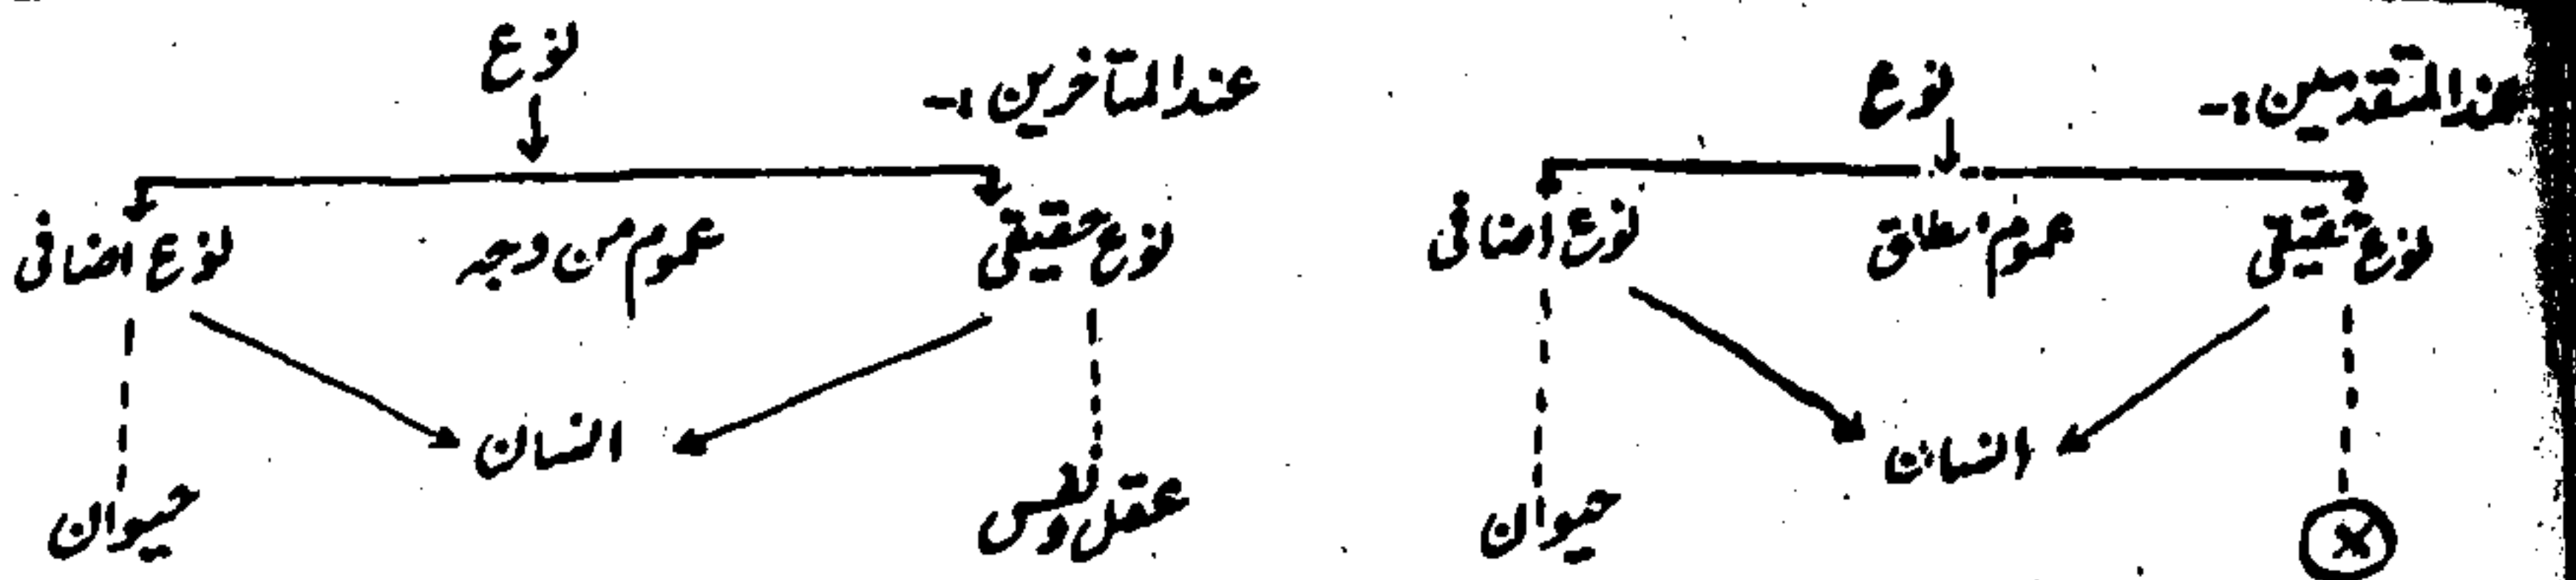 عند المتقدمین:-
نوع
نوع حقیقی عموم مطلق نوع اضافی
انسان
حیوان
عند المتاخرین:-
نوع
نوع حقیقی عموم من وجہ نوع اضافی
انسان
عقل ونفس حیوان